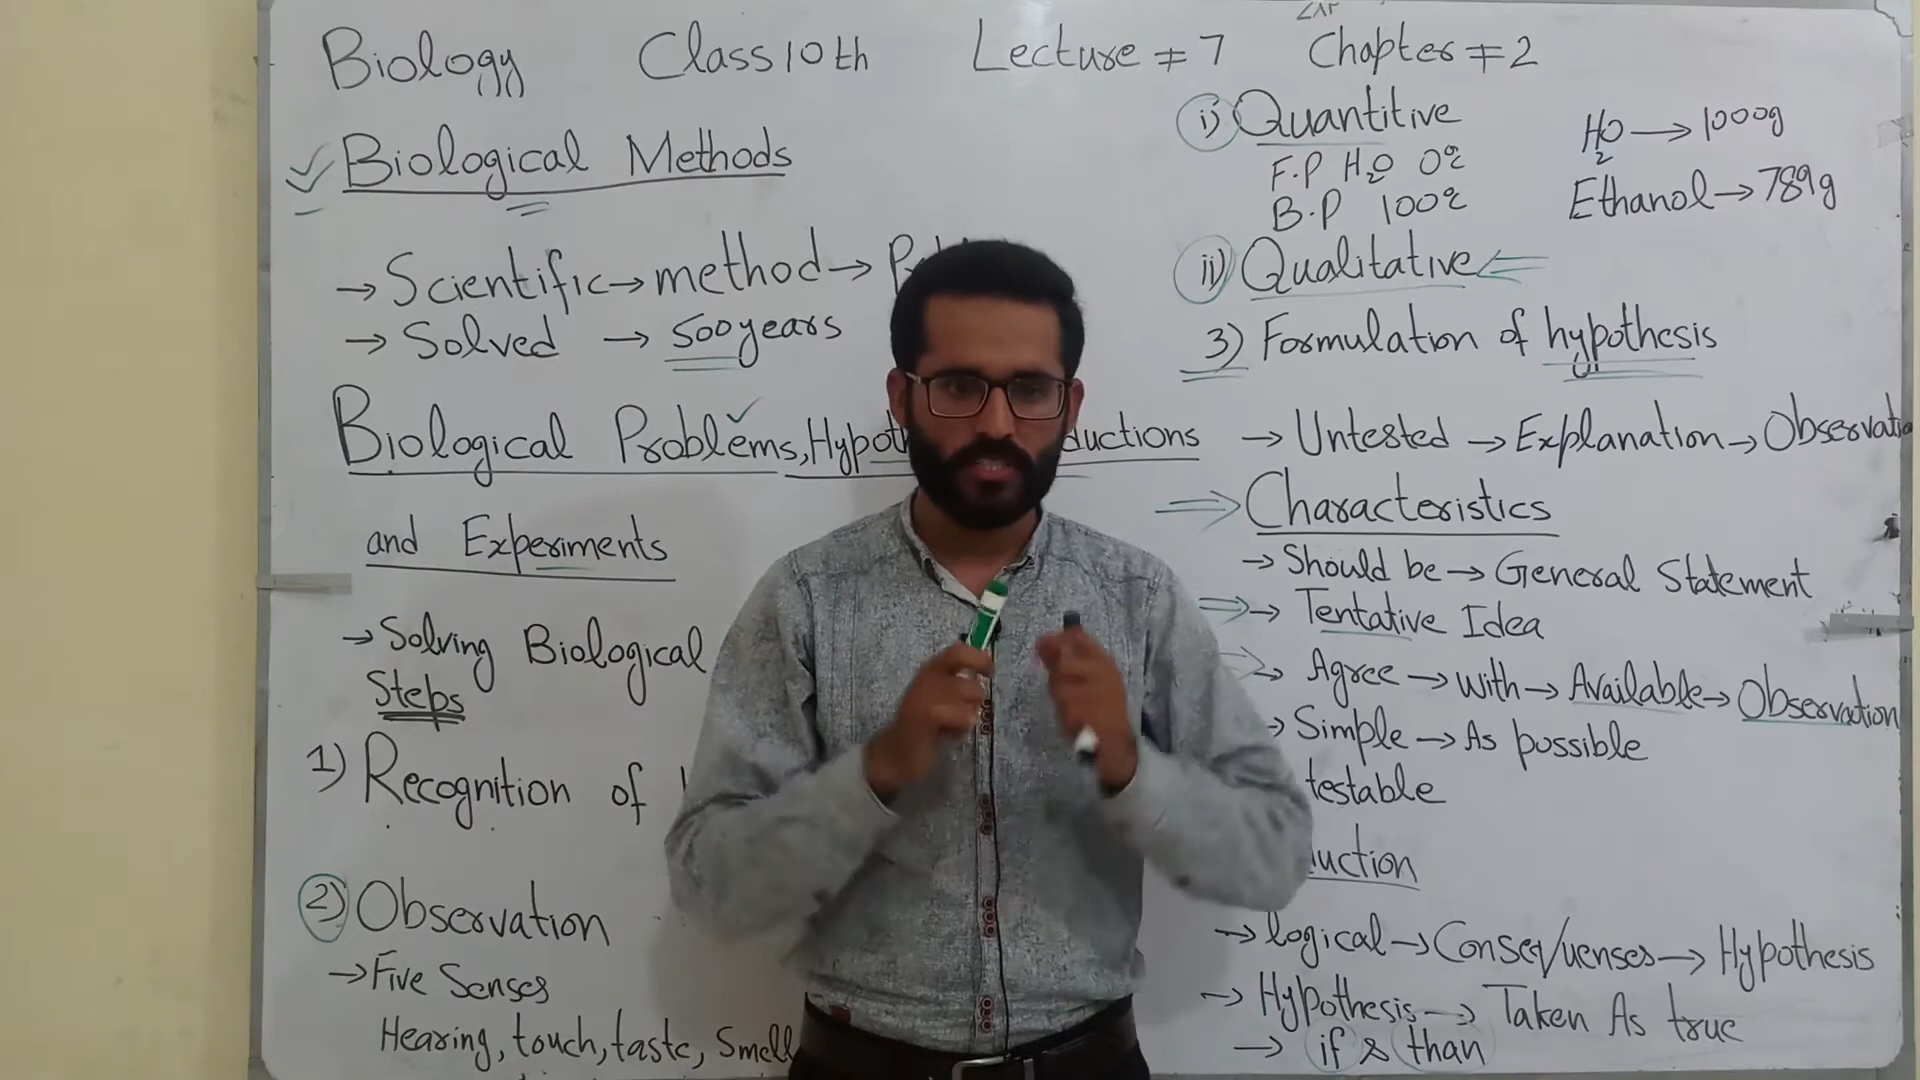 Biology Class 10th Lecture # 7 Chapter # 2
Biological Methods
→ Scientific → method →
→ Solved → 500 years
Biological Problems, Hypoth ductions
and Experiments
→ Solving Biological
Steps
1) Recognition of
2) Observation
→ Five Senses
Hearing, touch, taste, Smell
i) Quantitive
F.P H2O 0°C
B.P 100°C
H2O → 1000g
Ethanol → 789g
ii) Qualitative
3) Formulation of hypothesis
→ Untested → Explanation → Observatio
⇒ Characteristics
→ Should be → General Statement
⇒→ Tentative Idea
⇒→ Agree → with → Available → Observation
→ Simple → As possible
testable
uction
→ logical → Consequenses → Hypothesis
→ Hypothesis → Taken As true
→ if & than